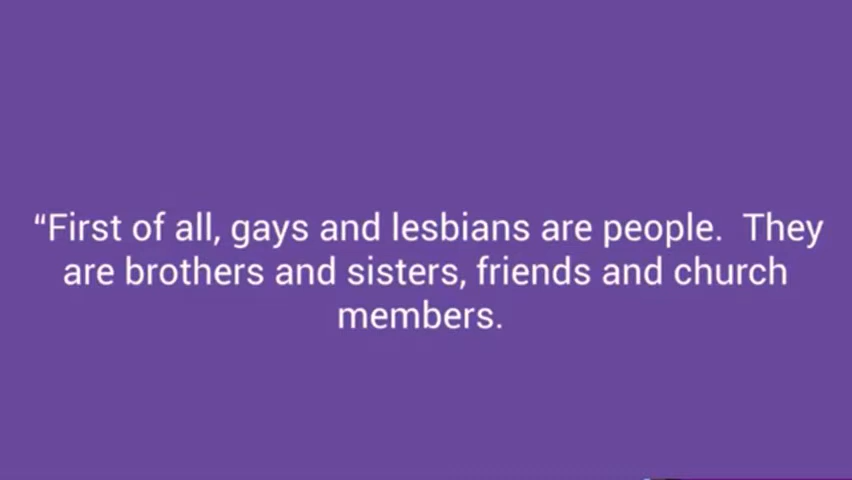 “First of all, gays and lesbians are people.  They
are brothers and sisters, friends and church
members.